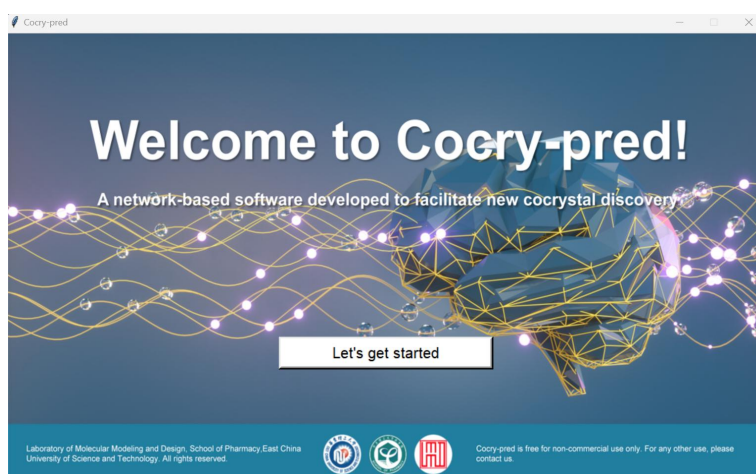 Cocry-pred
Welcome to Cocry-pred!
A network-based software developed to facilitate new cocrystal discovery
Let's get started
Laboratory of Molecular Modeling and Design, School of Pharmacy,East China
University of Science and Technology. All rights reserved.
Cocry-pred is free for non-commercial use only. For any other use, please
contact us.